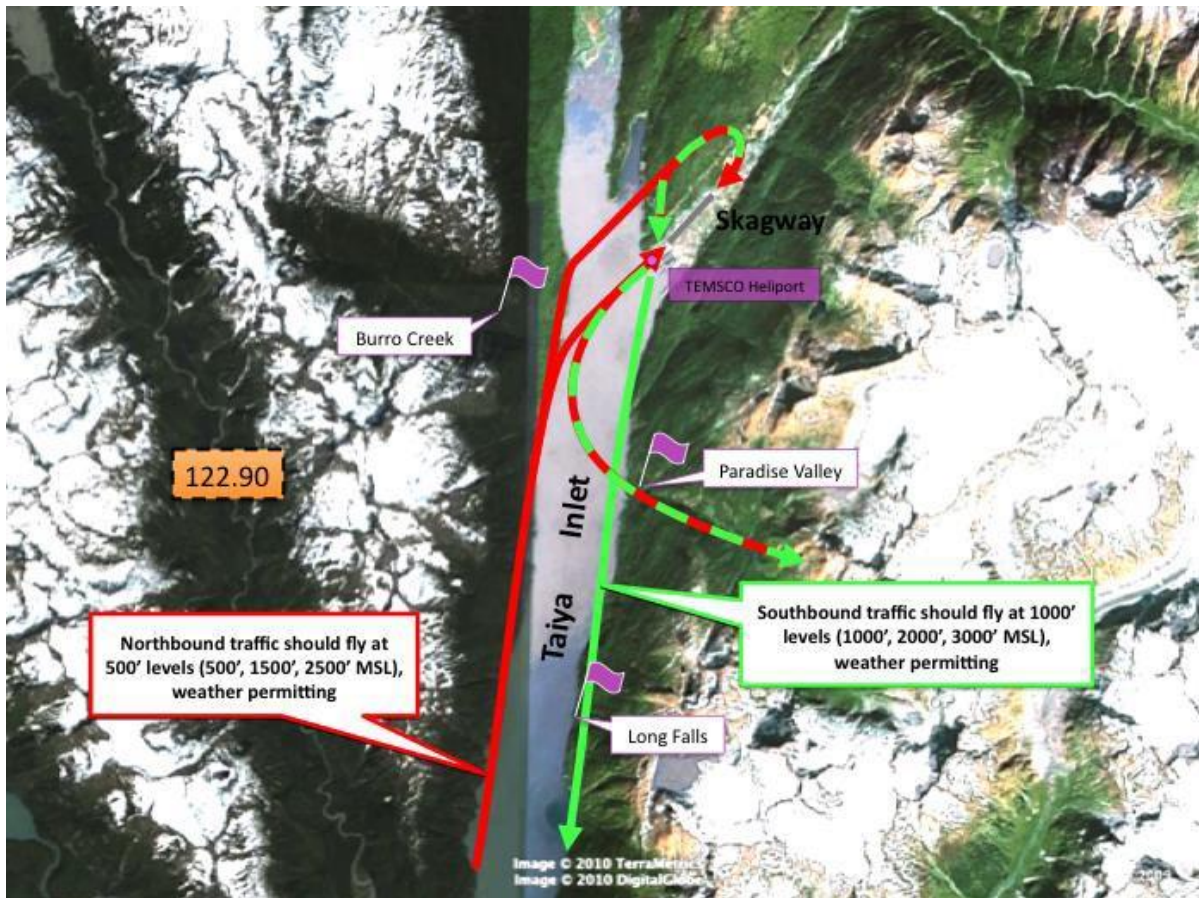 Skagway
TEMSCO Heliport
Burro Creek
122.90
Paradise Valley
Taiya Inlet
Northbound traffic should fly at
500’ levels (500’, 1500’, 2500’ MSL),
weather permitting
Southbound traffic should fly at 1000’
levels (1000’, 2000’, 3000’ MSL),
weather permitting
Long Falls
Image © 2010 TerraMetrics
Image © 2010 DigitalGlobe